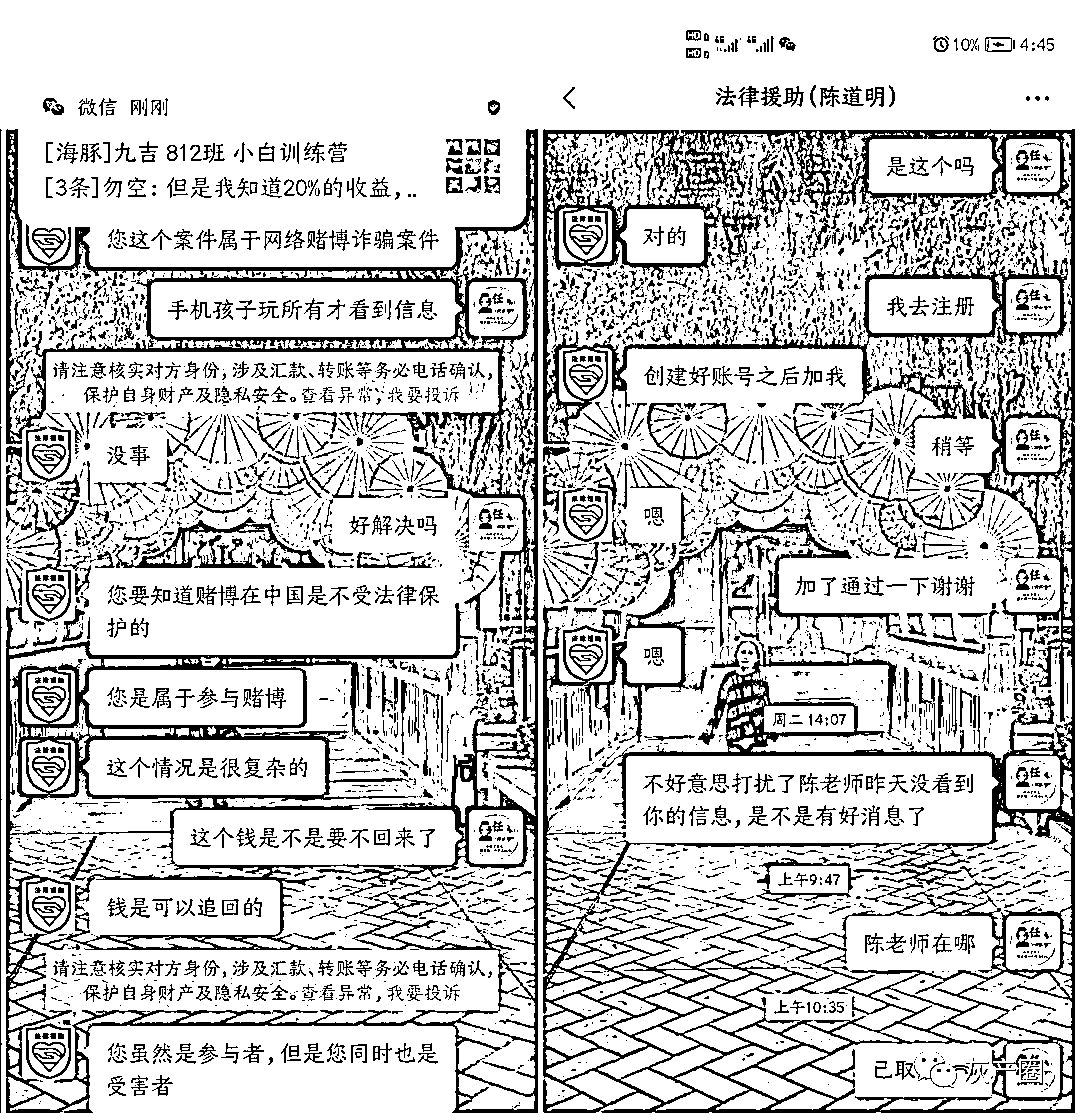 微信 刚刚
[海豚]九吉 812班 小白训练营
[3条]勿空: 但是我知道20%的收益,..
您这个案件属于网络赌博诈骗案件
手机孩子玩所有才看到信息
请注意核实对方身份,涉及汇款、转账等务必电话确认,
保护自身财产及隐私安全。查看异常,我要投诉
没事
好解决吗
您要知道赌博在中国是不受法律保
护的
您是属于参与赌博
这个情况是很复杂的
这个钱是不是要不回来了
钱是可以追回的
请注意核实对方身份,涉及汇款、转账等务必电话确认,
保护自身财产及隐私安全。查看异常,我要投诉
您虽然是参与者,但是您同时也是
受害者
10% 4:45
法律援助(陈道明)
是这个吗
对的
我去注册
创建好账号之后加我
稍等
嗯
加了通过一下谢谢
嗯
周二 14:07
不好意思打扰了陈老师昨天没看到
你的信息,是不是有好消息了
上午9:47
陈老师在哪
上午10:35
已取